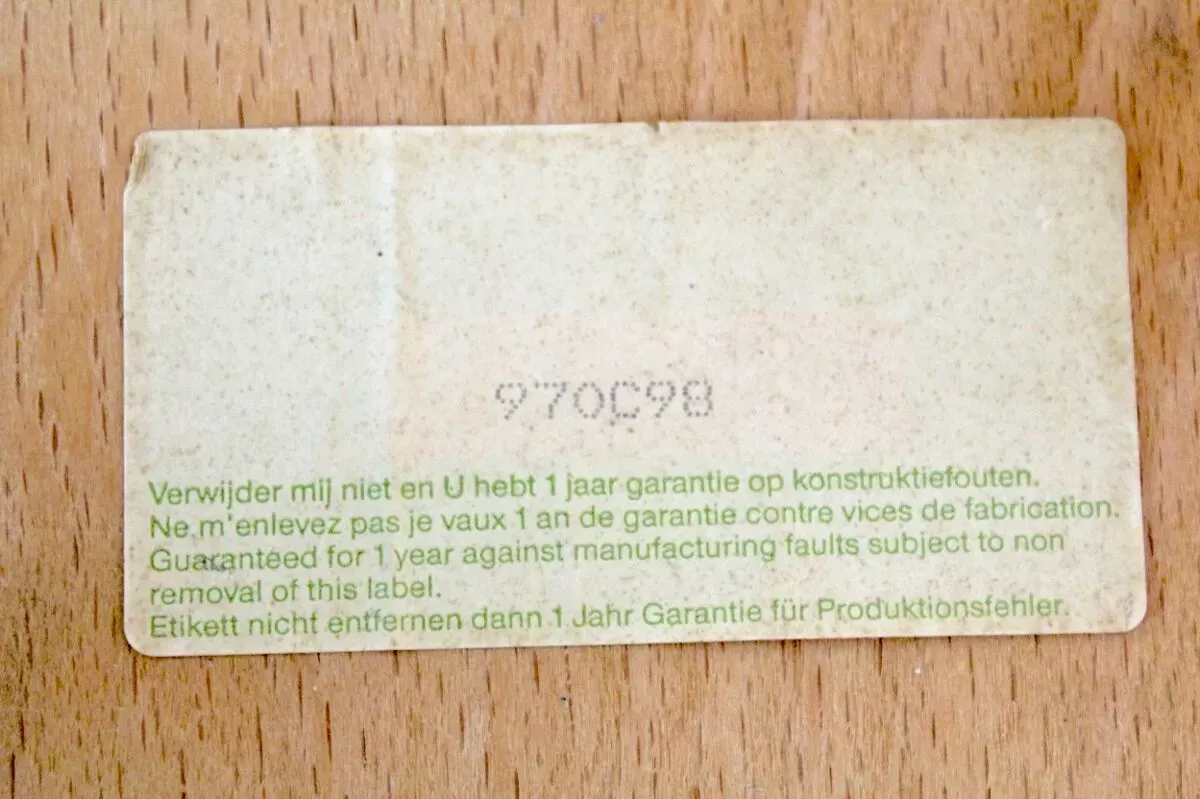 970C98
Verwijder mij niet en U hebt 1 jaar garantie op konstruktiefouten.
Ne m'enlevez pas je vaux 1 an de garantie contre vices de fabrication.
Guaranteed for 1 year against manufacturing faults subject to non
removal of this label.
Etikett nicht entfernen dann 1 Jahr Garantie für Produktionsfehler.